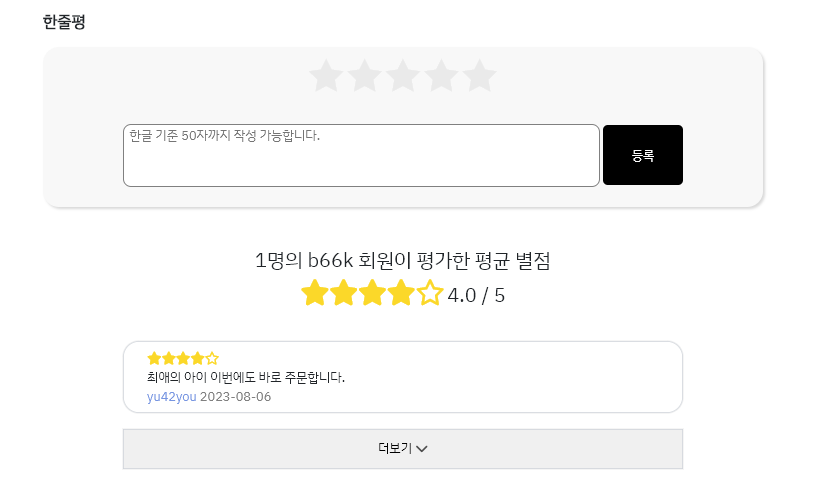 한줄평
한글 기준 50자까지 작성 가능합니다.
등록
1명의 b66k 회원이 평가한 평균 별점
4.0 / 5
최애의 아이 이번에도 바로 주문합니다.
yu42you 2023-08-06
더보기